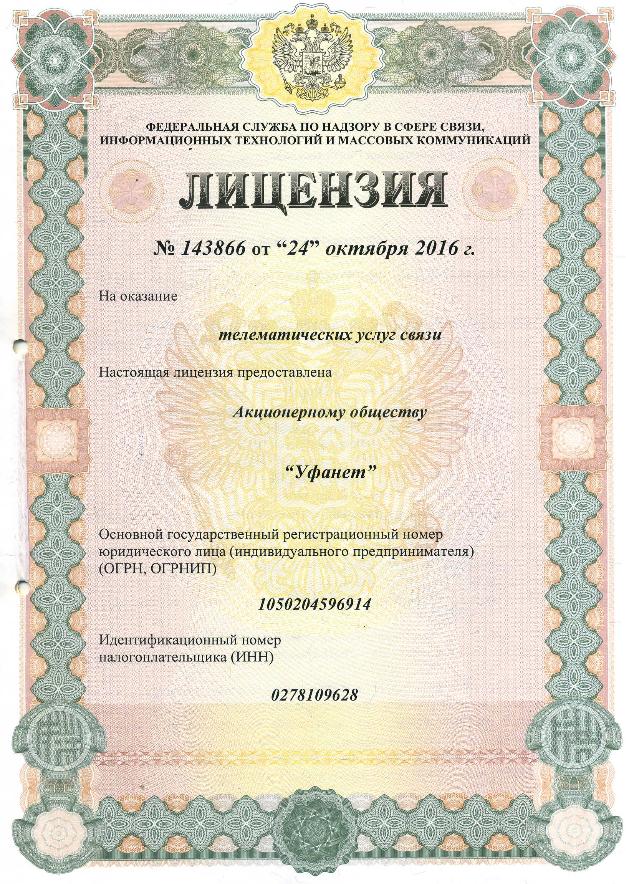 ФЕДЕРАЛЬНАЯ СЛУЖБА ПО НАДЗОРУ В СФЕРЕ СВЯЗИ,
ИНФОРМАЦИОННЫХ ТЕХНОЛОГИЙ И МАССОВЫХ КОММУНИКАЦИЙ
ЛИЦЕНЗИЯ
№ 143866 от “24” октября 2016 г.
На оказание
телематических услуг связи
Настоящая лицензия предоставлена
Акционерному обществу
“Уфанет”
Основной государственный регистрационный номер
юридического лица (индивидуального предпринимателя)
(ОГРН, ОГРНИП)
1050204596914
Идентификационный номер
налогоплательщика (ИНН)
0278109628